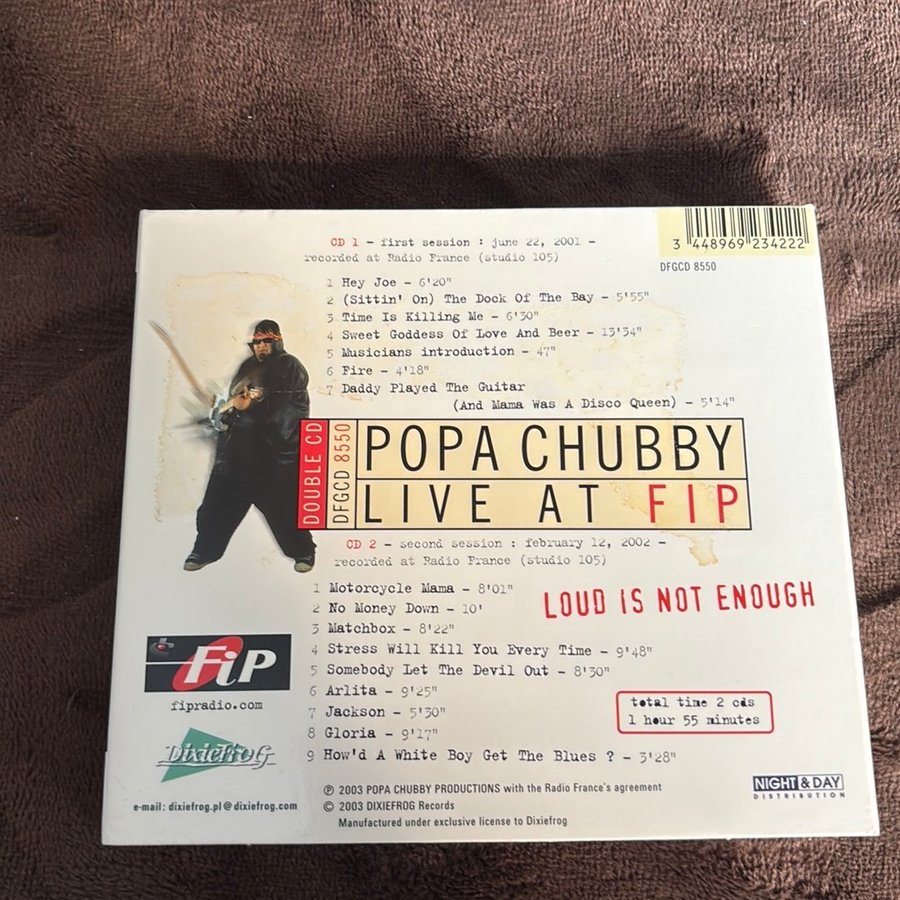 CD 1 - first session : june 22, 2001 -
recorded at Radio France (studio 105)
3 448969 234222
DFGCD 8550
1 Hey Joe - 6'20"
2 (Sittin' On) The Dock Of The Bay - 5'55"
3 Time Is Killing Me - 6'30"
4 Sweet Goddess Of Love And Beer - 13'34"
5 Musicians introduction - 47"
6 Fire - 4'18"
7 Daddy Played The Guitar
(And Mama Was A Disco Queen) - 5'14"
DOUBLE CD
DFGCD 8550
POPA CHUBBY
LIVE AT FIP
CD 2 - second session : february 12, 2002 -
recorded at Radio France (studio 105)
LOUD IS NOT ENOUGH
1 Motorcycle Mama - 8'01"
2 No Money Down - 10'
3 Matchbox - 8'22"
4 Stress Will Kill You Every Time - 9'48"
5 Somebody Let The Devil Out - 8'30"
6 Arlita - 9'25"
7 Jackson - 5'30"
8 Gloria - 9'17"
9 How'd A White Boy Get The Blues ? - 3'28"
total time 2 cds
1 hour 55 minutes
FiP
fipradio.com
DixieFrog
e-mail: dixiefrog.pl@dixiefrog.com
℗ 2003 POPA CHUBBY PRODUCTIONS with the Radio France's agreement
© 2003 DIXIEFROG Records
Manufactured under exclusive license to Dixiefrog
NIGHT & DAY
DISTRIBUTION